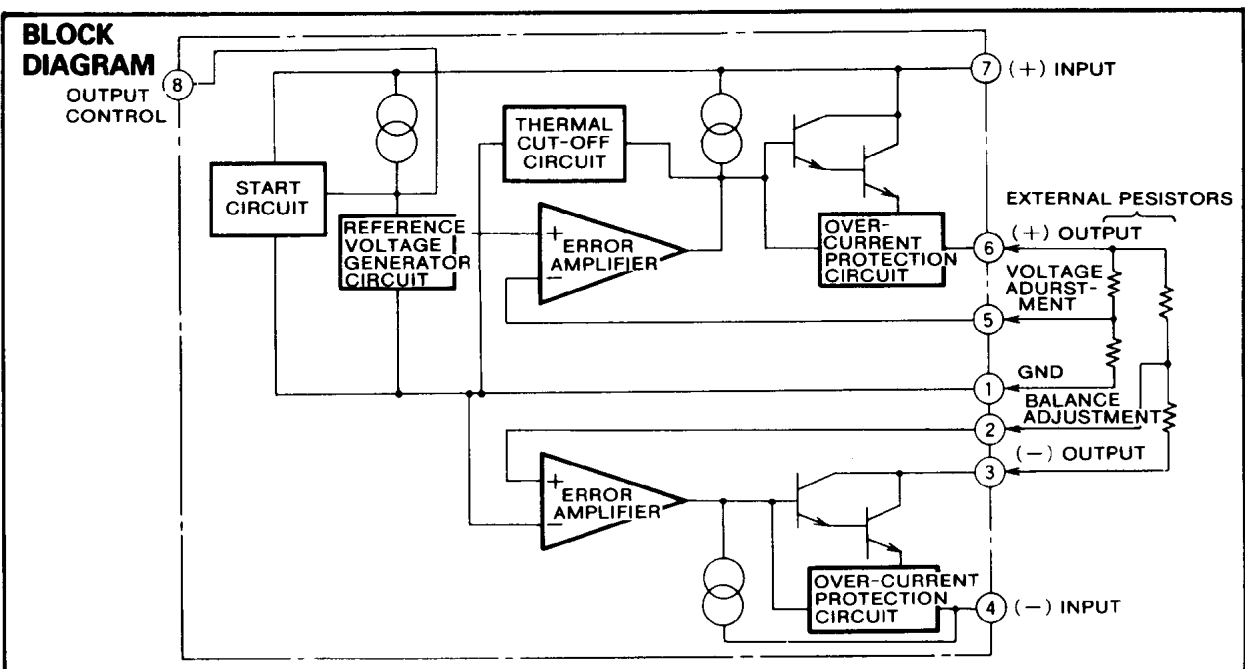 BLOCK
DIAGRAM
8
OUTPUT
CONTROL
7
(+) INPUT
THERMAL
CUT-OFF
CIRCUIT
START
CIRCUIT
REFERENCE
VOLTAGE
GENERATOR
CIRCUIT
+
ERROR
AMPLIFIER
−
OVER-
CURRENT
PROTECTION
CIRCUIT
EXTERNAL PESISTORS
6
(+) OUTPUT
VOLTAGE
ADURST-
MENT
5
1
GND
2
BALANCE
ADJUSTMENT
3
(−) OUTPUT
+
ERROR
AMPLIFIER
−
OVER-CURRENT
PROTECTION
CIRCUIT
4
(−) INPUT